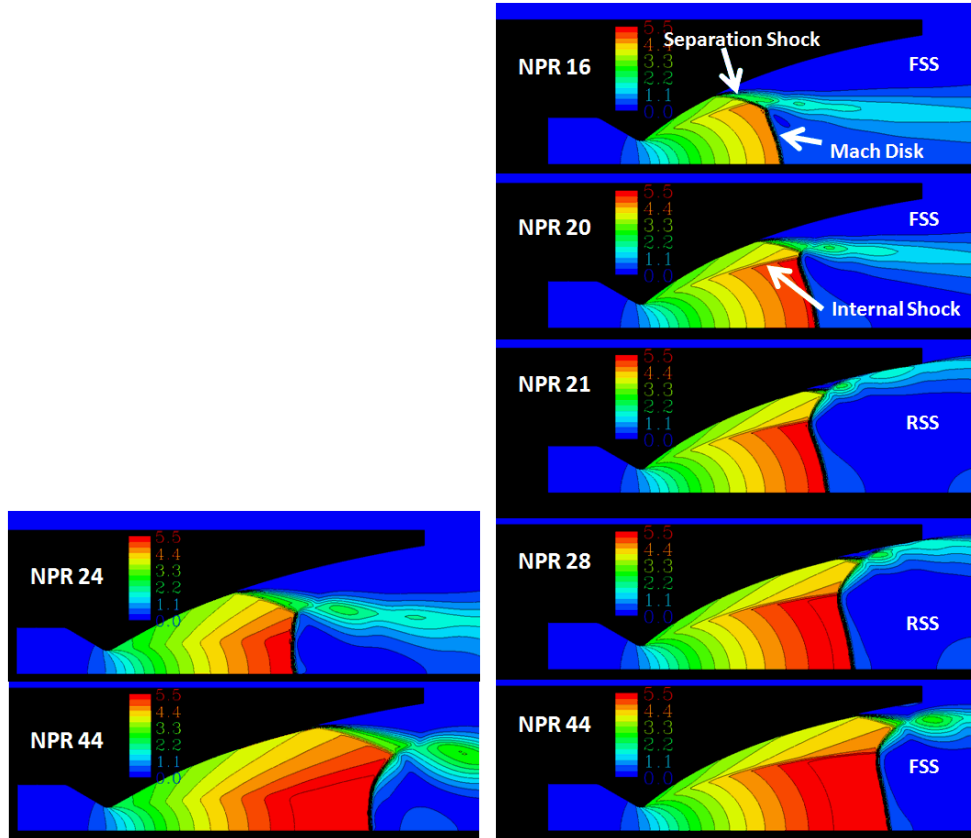 5.5
Separation Shock
4.4
NPR 16
FSS
3.3
2.2
1.1
0.0
Mach Disk
5.5
4.4
NPR 20
FSS
3.3
2.2
1.1
0.0
Internal Shock
5.5
NPR 21
4.4
3.3
2.2
RSS
1.1
0.0
5.5
4.4
NPR 24
3.3
2.2
1.1
0.0
5.5
4.4
NPR 28
3.3
2.2
1.1
0.0
RSS
5.5
4.4
NPR 44
3.3
2.2
1.1
0.0
5.5
4.4
NPR 44
3.3
2.2
1.1
FSS
0.0